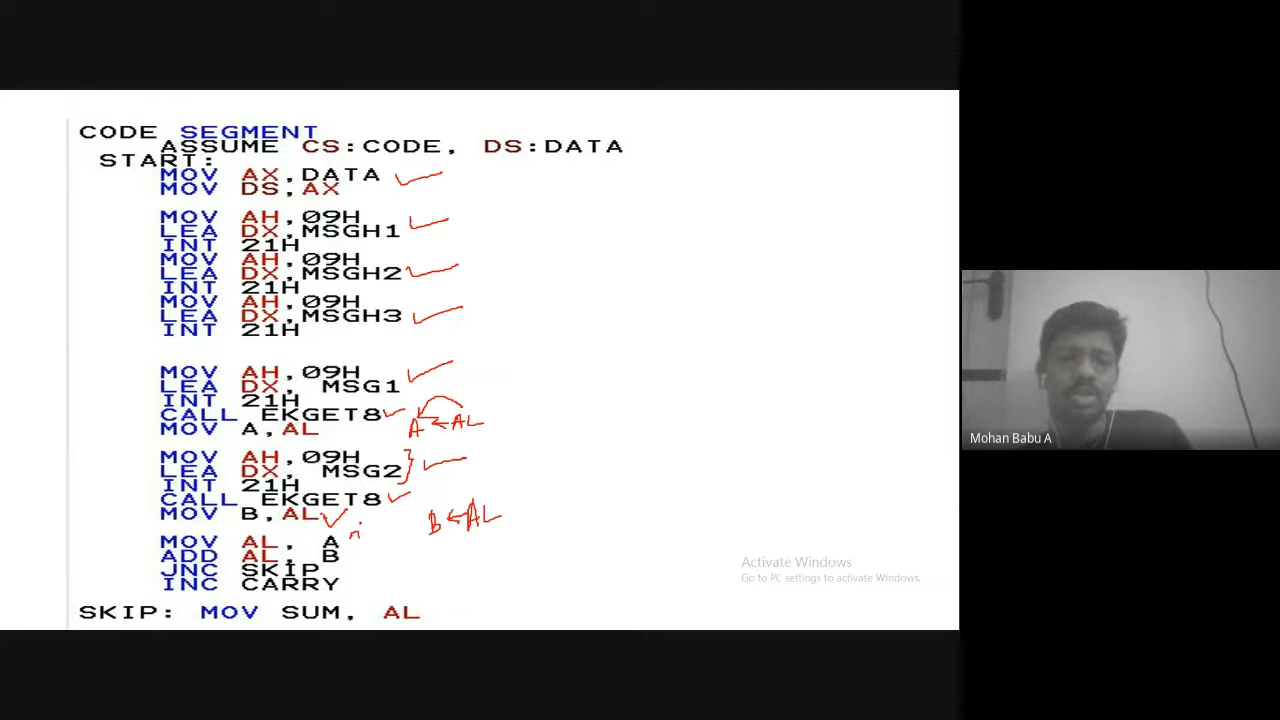 CODE SEGMENT
ASSUME CS:CODE, DS:DATA
START:
MOV AX,DATA
MOV DS,AX
MOV AH,09H
LEA DX,MSGH1
INT 21H
MOV AH,09H
LEA DX,MSGH2
INT 21H
MOV AH,09H
LEA DX,MSGH3
INT 21H
MOV AH,09H
LEA DX, MSG1
INT 21H
CALL EKGET8
MOV A,AL
A ← AL
MOV AH,09H
LEA DX, MSG2
INT 21H
CALL EKGET8
MOV B,AL
B ← AL
MOV AL, A
ADD AL, B
JNC SKIP
INC CARRY
SKIP: MOV SUM, AL
Activate Windows
Go to PC settings to activate Windows.
Mohan Babu A